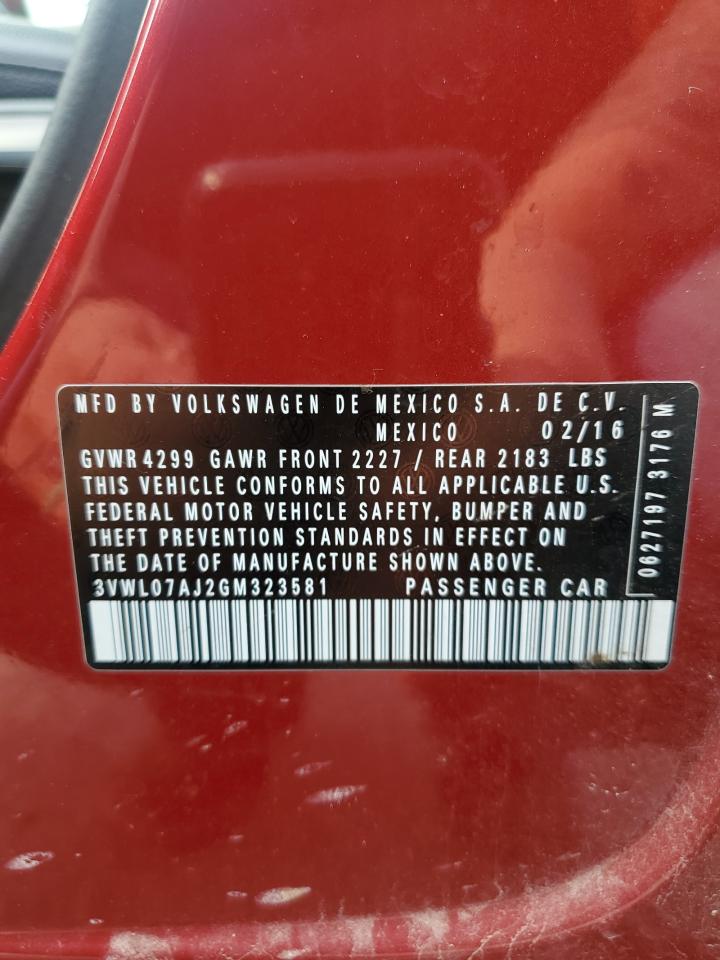 MFD BY VOLKSWAGEN DE MEXICO S.A. DE C.V.
MEXICO 02/16
GVWR 4299 GAWR FRONT 2227 / REAR 2183 LBS
THIS VEHICLE CONFORMS TO ALL APPLICABLE U.S.
FEDERAL MOTOR VEHICLE SAFETY, BUMPER AND
THEFT PREVENTION STANDARDS IN EFFECT ON
THE DATE OF MANUFACTURE SHOWN ABOVE.
3VWL07AJ2GM323581 PASSENGER CAR
0627197 3176 M